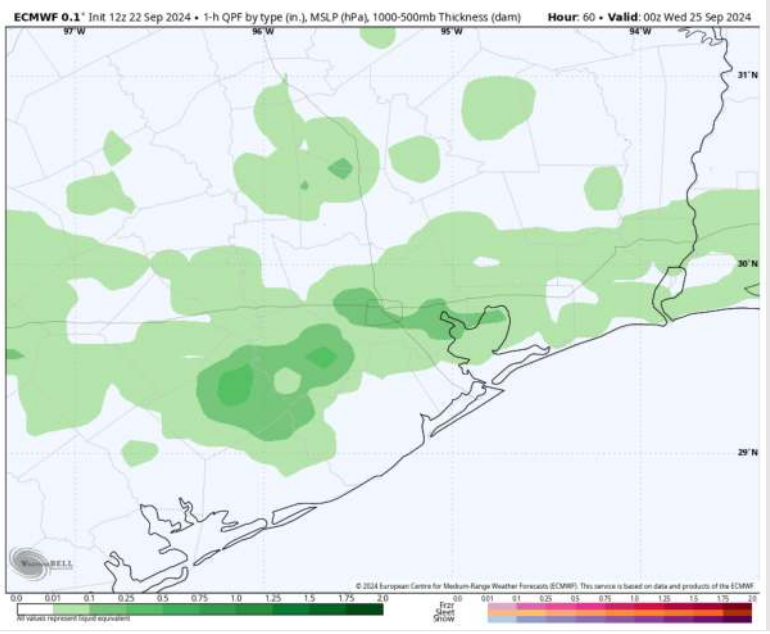 ECMWF 0.1° Init 12z 22 Sep 2024 • 1-h QPF by type (in.), MSLP (hPa), 1000-500mb Thickness (dam) Hour: 60 • Valid: 00z Wed 25 Sep 2024
97°W 96°W 95°W 94°W
31°N
30°N
29°N
WeatherBELL
© 2024 European Centre for Medium-Range Weather Forecasts (ECMWF). This service is based on data and products of the ECMWF
0.0 0.01 0.1 0.25 0.5 1.0 1.25 1.5 1.75 2.0 0.0 0.01 0.1 0.25 0.5 1.0 1.25 1.5 1.75 2.0
All values represent liquid equivalent
Frzr
Sleet
Snow